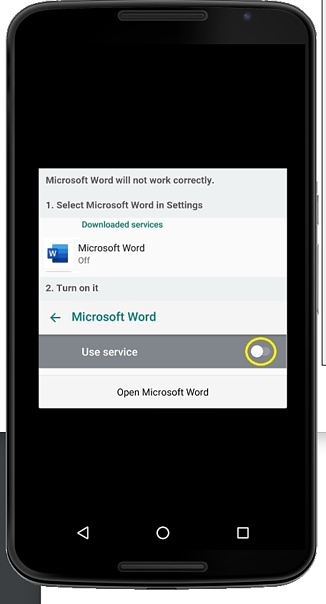 Microsoft Word will not work correctly.
1. Select Microsoft Word in Settings
Downloaded services
W
Microsoft Word
Off
2. Turn on it
Microsoft Word
Use service
Open Microsoft Word